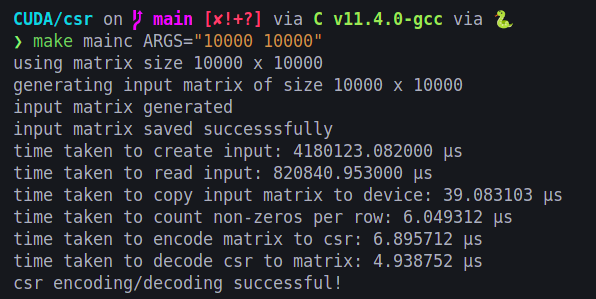 CUDA/csr on  main [✘!+?] via C v11.4.0-gcc via 🐍
❯ make mainc ARGS="10000 10000"
using matrix size 10000 x 10000
generating input matrix of size 10000 x 10000
input matrix generated
input matrix saved successsfully
time taken to create input: 4180123.082000 µs
time taken to read input: 820840.953000 µs
time taken to copy input matrix to device: 39.083103 µs
time taken to count non-zeros per row: 6.049312 µs
time taken to encode matrix to csr: 6.895712 µs
time taken to decode csr to matrix: 4.938752 µs
csr encoding/decoding successful!